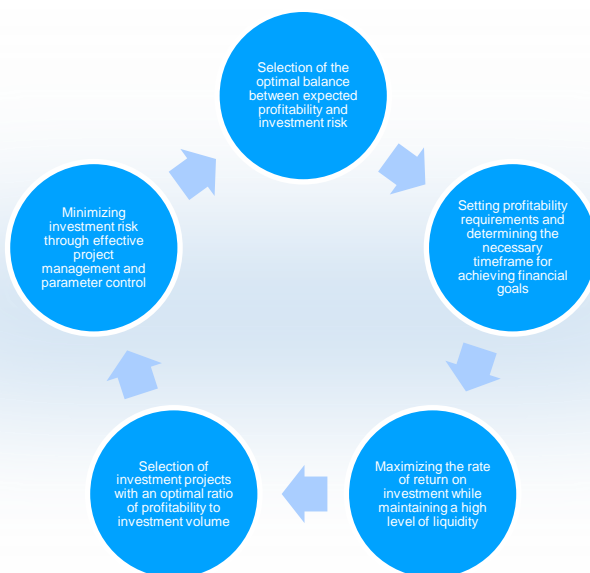 Selection of the
optimal balance
between expected
profitability and
investment risk
Setting profitability
requirements and
determining the
necessary
timeframe for
achieving financial
goals
Maximizing the rate
of return on
investment while
maintaining a high
level of liquidity
Selection of
investment projects
with an optimal ratio
of profitability to
investment volume
Minimizing
investment risk
through effective
project
management and
parameter control